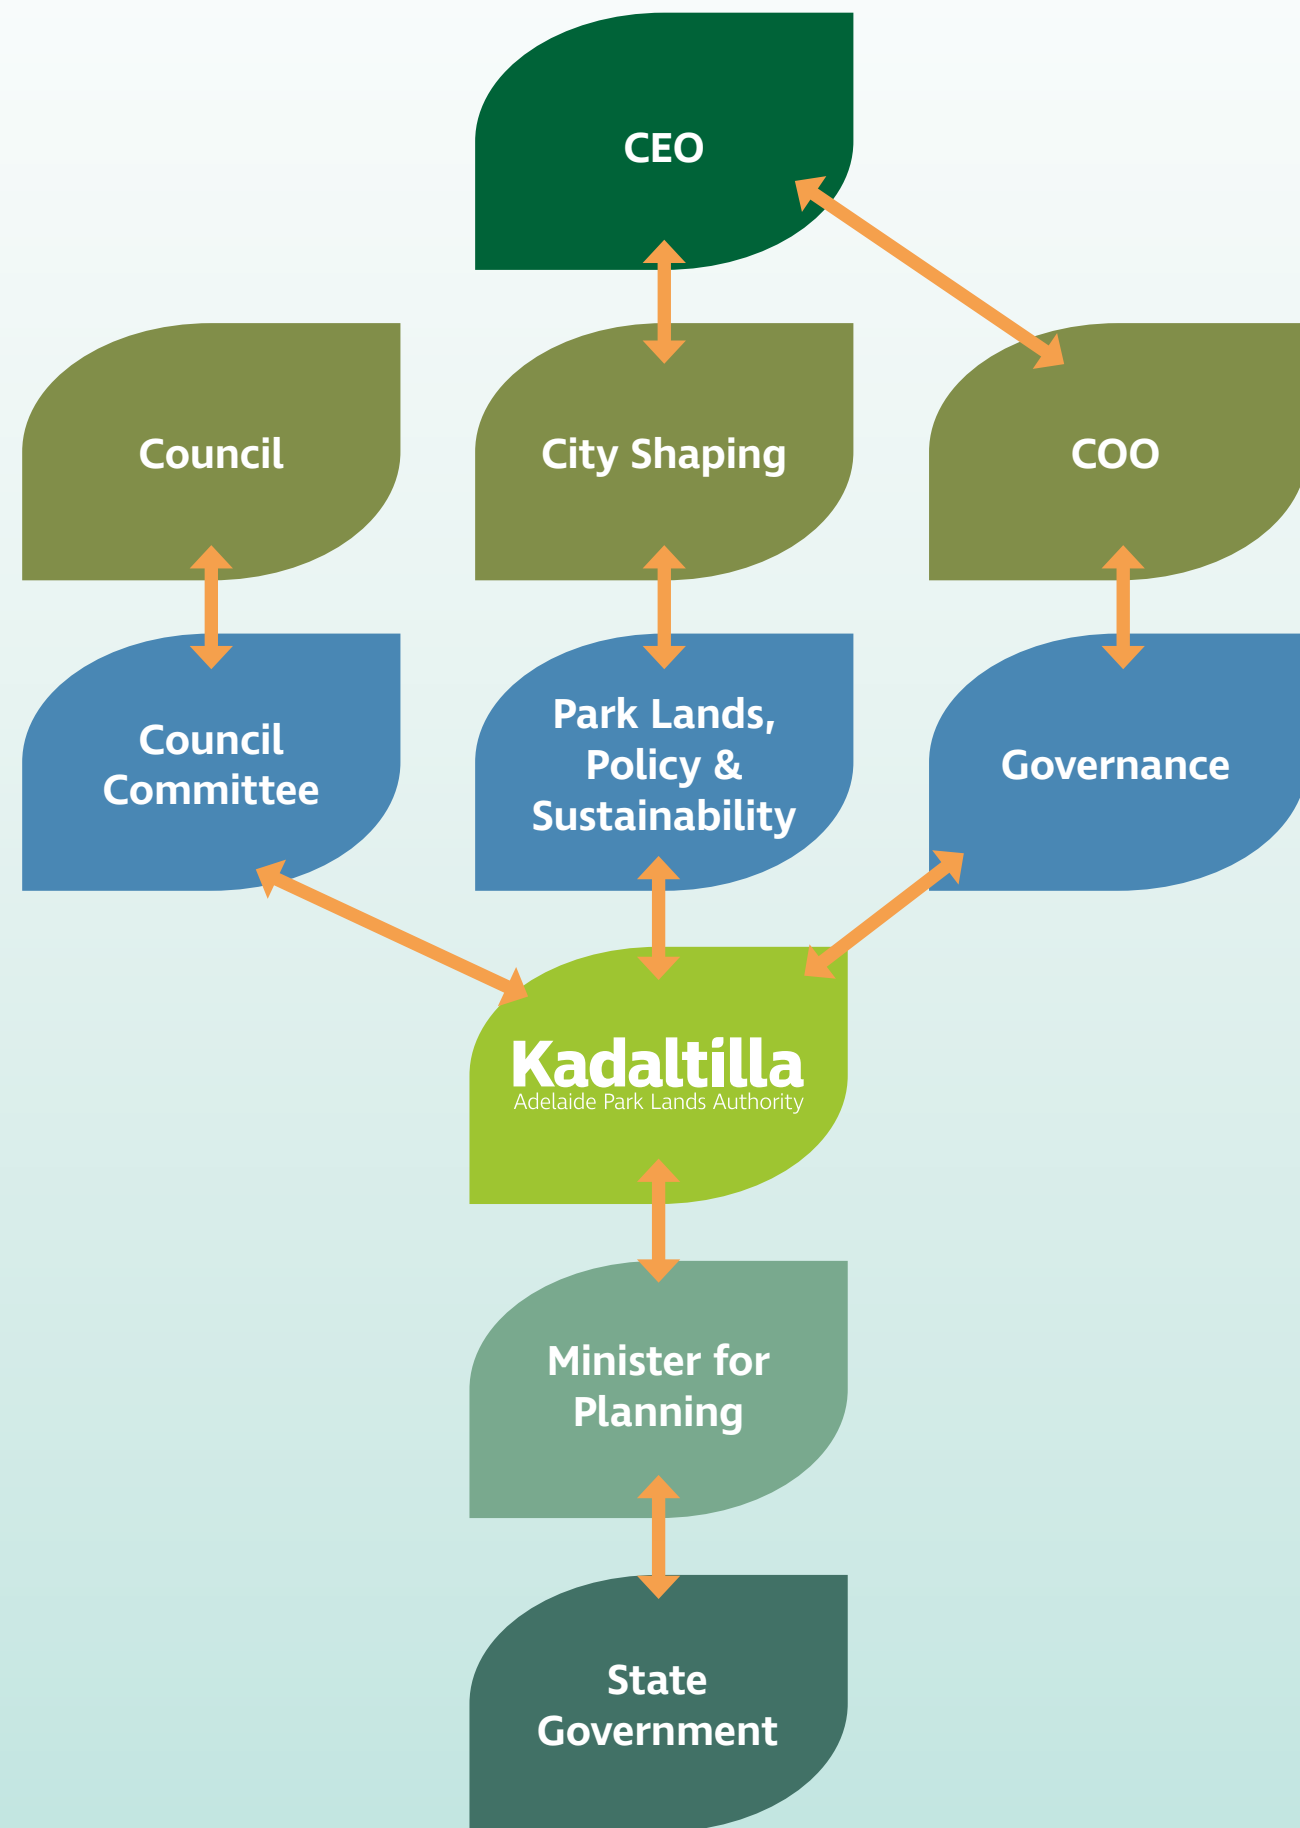 CEO
Council
City Shaping
COO
Council
Committee
Park Lands,
Policy &
Sustainability
Governance
Kadaltilla
Adelaide Park Lands Authority
Minister for
Planning
State
Government